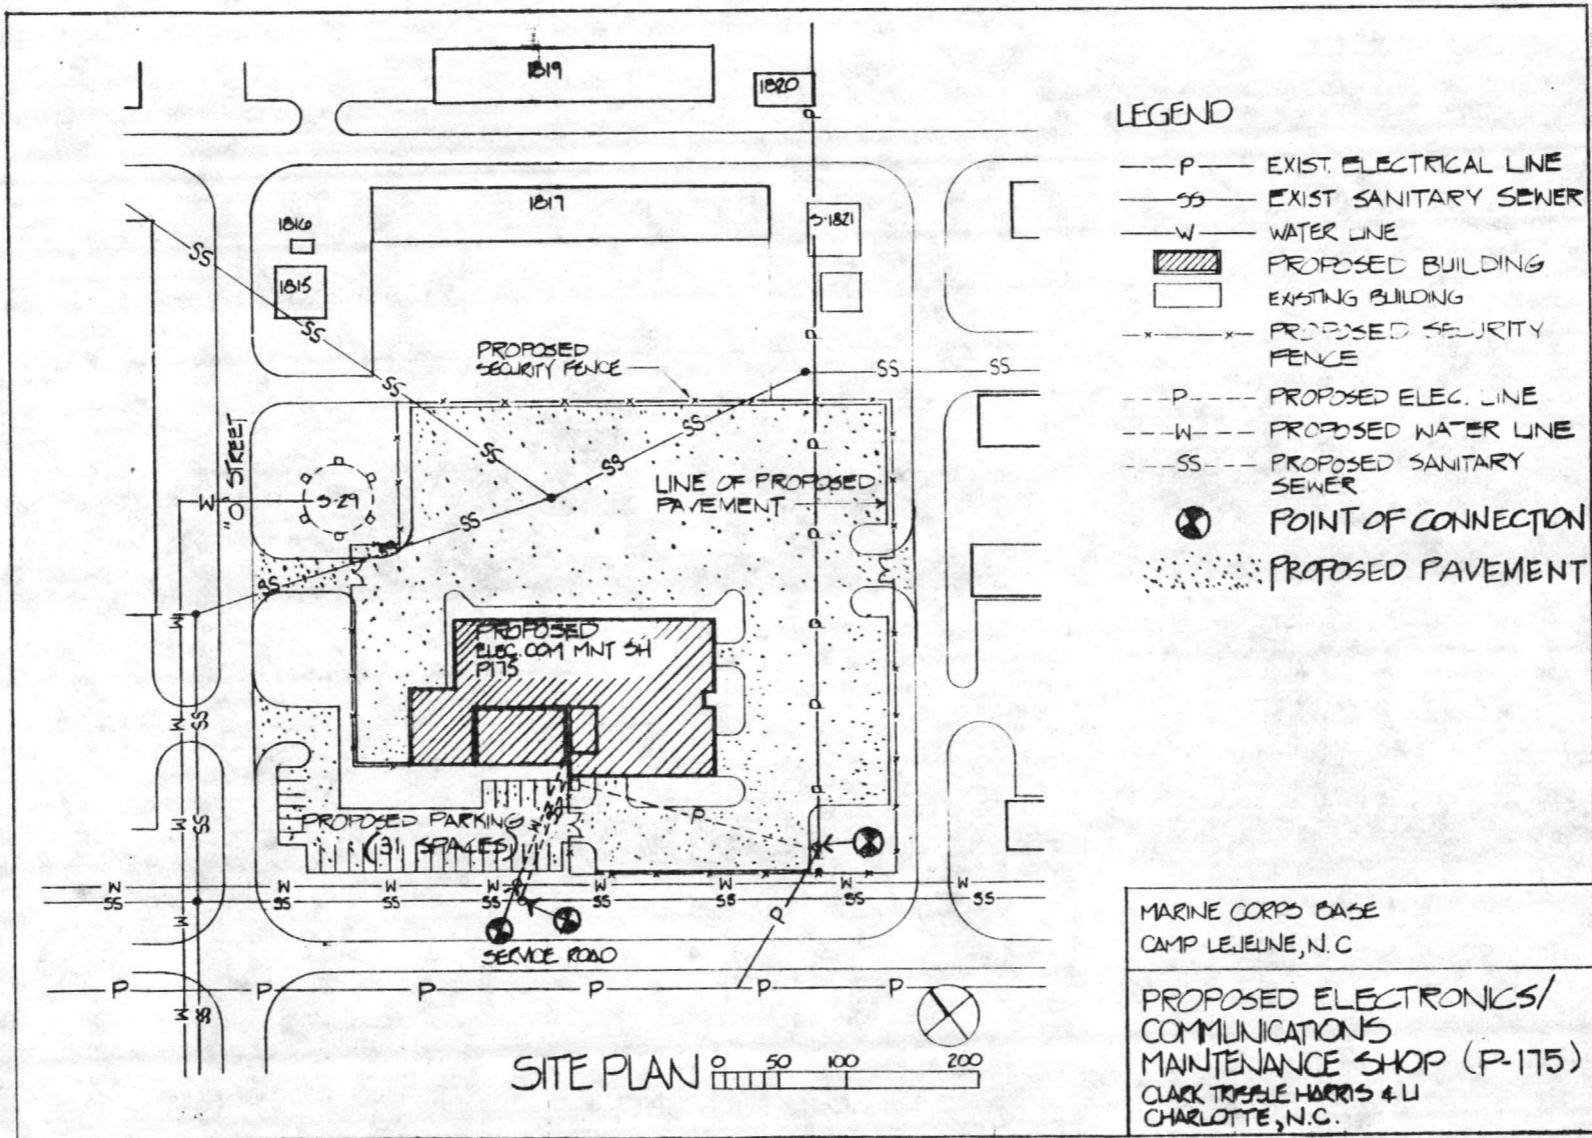 1819
1820
1817
S-1821
1816
1815
SS
SS
SS
SS
SS
SS
SS
SS
SS
SS
PROPOSED
SECURITY FENCE
"O" STREET
W
S-29
LINE OF PROPOSED
PAVEMENT
PROPOSED
ELEC. COM MNT SH
P175
PROPOSED PARKING
(31 SPACES)
P
P
W W W W W W W
SS SS SS SS SS SS SS
SERVICE ROAD
P P P P P P
SITE PLAN
0 50 100 200
LEGEND
P EXIST. ELECTRICAL LINE
SS EXIST SANITARY SEWER
W WATER LINE
PROPOSED BUILDING
EXISTING BUILDING
x x PROPOSED SECURITY
FENCE
P PROPOSED ELEC. LINE
W PROPOSED WATER LINE
SS PROPOSED SANITARY
SEWER
POINT OF CONNECTION
PROPOSED PAVEMENT
MARINE CORPS BASE
CAMP LEJEUNE, N.C
PROPOSED ELECTRONICS/
COMMUNICATIONS
MAINTENANCE SHOP (P-175)
CLARK TRIBBLE HARRIS & LI
CHARLOTTE, N.C.